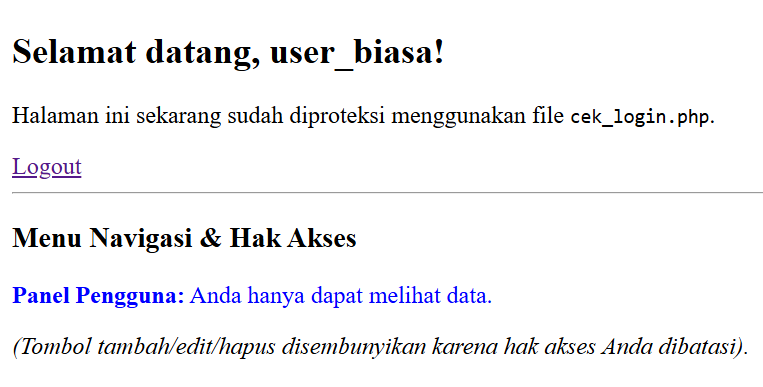 Selamat datang, user_biasa!
Halaman ini sekarang sudah diproteksi menggunakan file cek_login.php.
Logout
Menu Navigasi & Hak Akses
Panel Pengguna: Anda hanya dapat melihat data.
(Tombol tambah/edit/hapus disembunyikan karena hak akses Anda dibatasi).